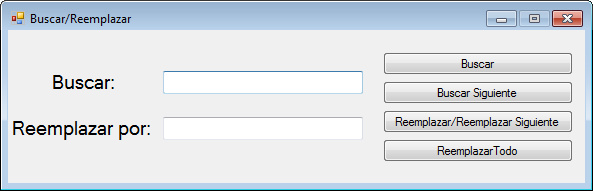 Buscar/Reemplazar
Buscar:
Reemplazar por:
Buscar
Buscar Siguiente
Reemplazar/Reemplazar Siguiente
ReemplazarTodo